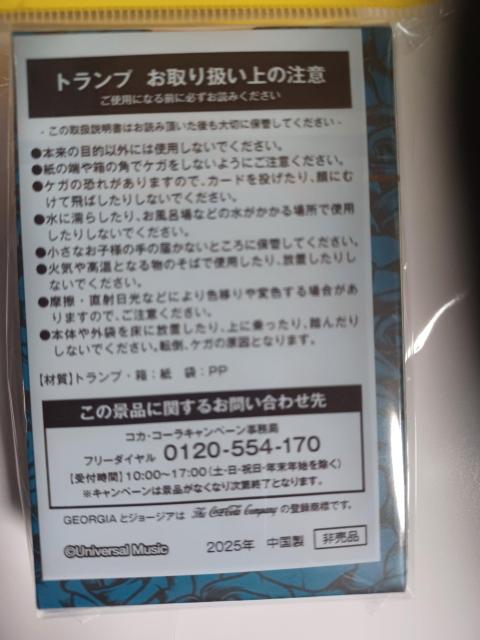 トランプ お取り扱い上の注意
ご使用になる前に必ずお読みください
- この取扱説明書はお読み頂いた後も大切に保管してください -
●本来の目的以外には使用しないでください。
●紙の端や箱の角でケガをしないようにご注意ください。
●ケガの恐れがありますので、カードを投げたり、顔にむ
けて飛ばしたりしないでください。
●水に濡らしたり、お風呂場などの水がかかる場所で使用
したりしないでください。
●小さなお子様の手の届かないところに保管してください。
●火気や高温となる物のそばで使用したり、放置したりし
ないでください。
●摩擦・直射日光などにより色移りや変色する場合があ
りますので、ご注意ください。
●本体や外袋を床に放置したり、上に乗ったり、踏んだり
しないでください。転倒、ケガの原因となります。
【材質】トランプ・箱:紙 袋:PP
この景品に関するお問い合わせ先
コカ・コーラキャンペーン事務局
フリーダイヤル 0120-554-170
【受付時間】10:00~17:00(土・日・祝日・年末年始を除く)
※キャンペーンは景品がなくなり次第終了となります。
GEORGIA とジョージアは The Coca-Cola Company の登録商標です。
©Universal Music 2025年 中国製 非売品